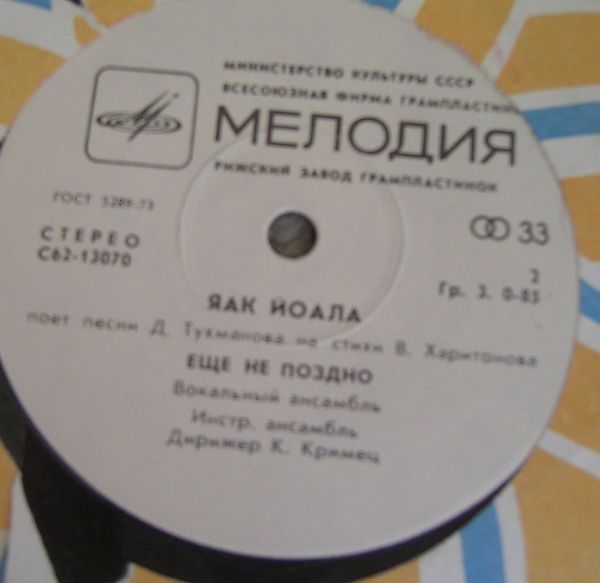 МИНИСТЕРСТВО КУЛЬТУРЫ СССР
ВСЕСОЮЗНАЯ ФИРМА ГРАМПЛАСТИН
МЕЛОДИЯ
РИЖСКИЙ ЗАВОД ГРАМПЛАСТИНОК
ГОСТ 5289-73
СТЕРЕО
С62-13070
33
2
Гр. 3. 0-85
ЯАК ЙОАЛА
поет песни Д. Тухманова на стихи В. Харитонова
ЕЩЕ НЕ ПОЗДНО
Вокальный ансамбль
Инстр. ансамбль
Дирижер К. Кримец